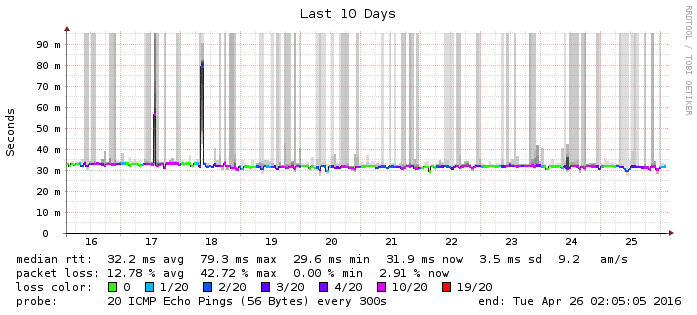 Last 10 Days
RRDTOOL / TOBI OETIKER
Seconds
90 m
80 m
70 m
60 m
50 m
40 m
30 m
20 m
10 m
0 m
16 17 18 19 20 21 22 23 24 25
median rtt: 32.2 ms avg 79.3 ms max 29.6 ms min 31.9 ms now 3.5 ms sd 9.2 am/s
packet loss: 12.78 % avg 42.72 % max 0.00 % min 2.91 % now
loss color: 0 1/20 2/20 3/20 4/20 10/20 19/20
probe: 20 ICMP Echo Pings (56 Bytes) every 300s end: Tue Apr 26 02:05:05 2016